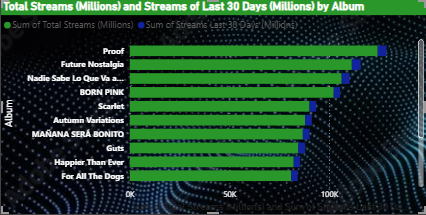 Total Streams (Millions) and Streams of Last 30 Days (Millions) by Album
Sum of Total Streams (Millions) Sum of Streams Last 30 Days (Millions)
Album
Proof
Future Nostalgia
Nadie Sabe Lo Que Va a...
BORN PINK
Scarlet
Autumn Variations
MAÑANA SERÁ BONITO
Guts
Happier Than Ever
For All The Dogs
0K 50K 100K